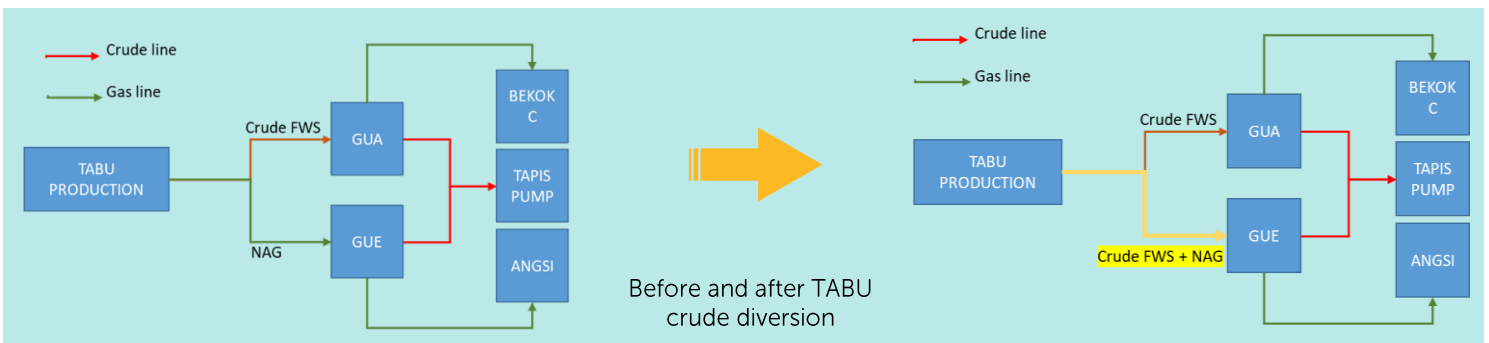 Crude line
Gas line
BEKOK
C
Crude FWS
GUA
TABU
PRODUCTION
TAPIS
PUMP
GUE
NAG
ANGSI
Before and after TABU
crude diversion
Crude line
Gas line
BEKOK
C
Crude FWS
GUA
TABU
PRODUCTION
TAPIS
PUMP
GUE
Crude FWS + NAG
ANGSI